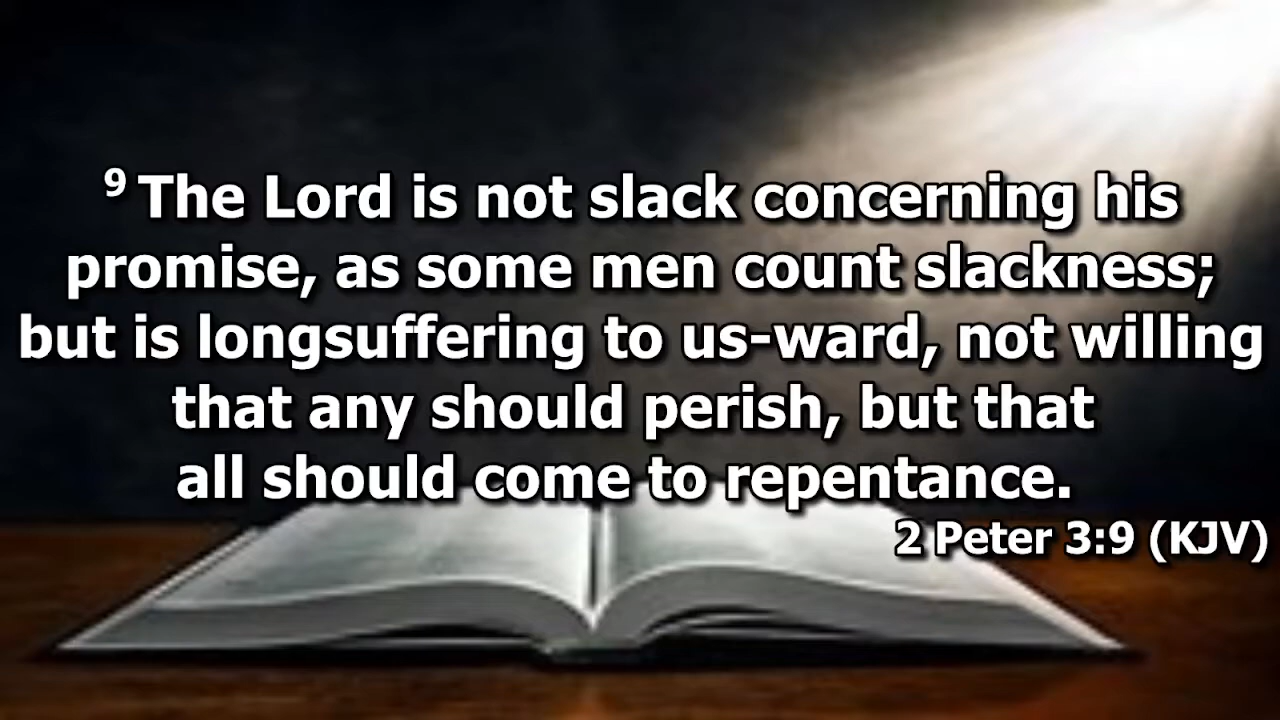 9 The Lord is not slack concerning his
promise, as some men count slackness;
but is longsuffering to us-ward, not willing
that any should perish, but that
all should come to repentance.
2 Peter 3:9 (KJV)